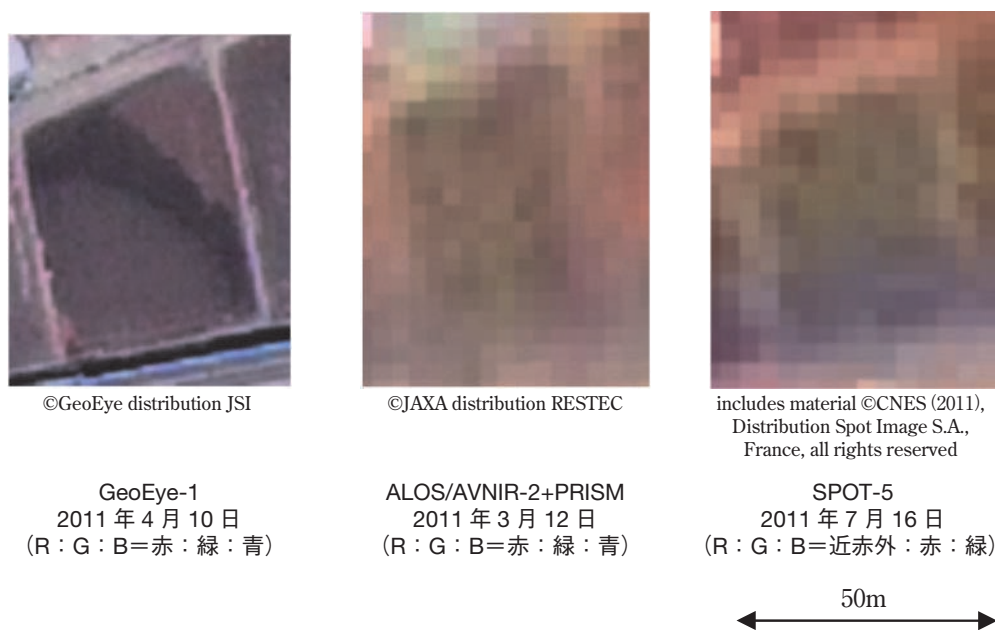 ©GeoEye distribution JSI
©JAXA distribution RESTEC
includes material ©CNES (2011),
Distribution Spot Image S.A.,
France, all rights reserved
GeoEye-1
2011 年 4 月 10 日
（R：G：B＝赤：緑：青）
ALOS/AVNIR-2+PRISM
2011 年 3 月 12 日
（R：G：B＝赤：緑：青）
SPOT-5
2011 年 7 月 16 日
（R：G：B＝近赤外：赤：緑）
50m